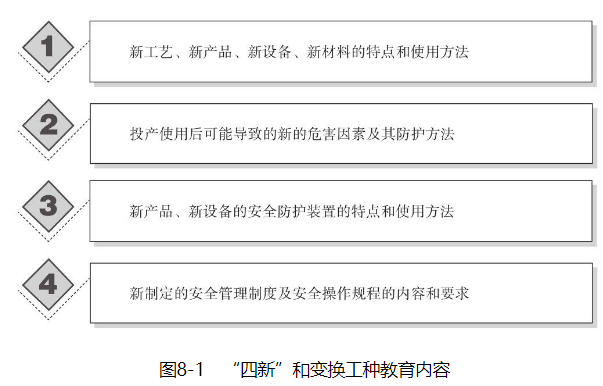 1
新工艺、新产品、新设备、新材料的特点和使用方法
2
投产使用后可能导致的新的危害因素及其防护方法
3
新产品、新设备的安全防护装置的特点和使用方法
4
新制定的安全管理制度及安全操作规程的内容和要求
图8-1 “四新”和变换工种教育内容